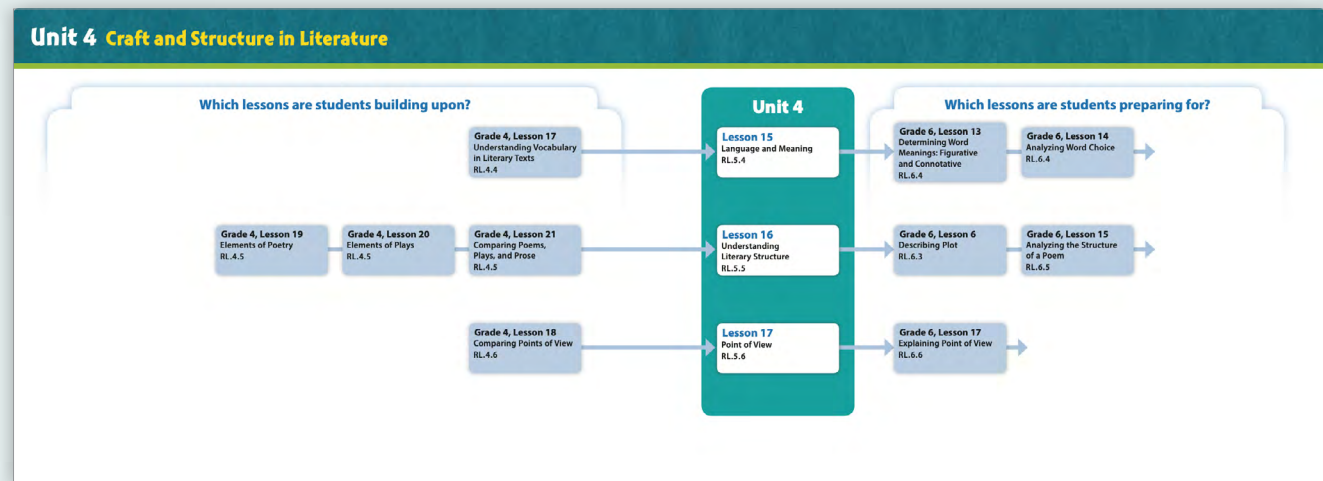 Unit 4 Craft and Structure in Literature
Which lessons are students building upon?
Unit 4
Which lessons are students preparing for?
Grade 4, Lesson 17
Understanding Vocabulary
in Literary Texts
RL.4.4
Lesson 15
Language and Meaning
RL.5.4
Grade 6, Lesson 13
Determining Word
Meanings: Figurative
and Connotative
RL.6.4
Grade 6, Lesson 14
Analyzing Word Choice
RL.6.4
Grade 4, Lesson 19
Elements of Poetry
RL.4.5
Grade 4, Lesson 20
Elements of Plays
RL.4.5
Grade 4, Lesson 21
Comparing Poems,
Plays, and Prose
RL.4.5
Lesson 16
Understanding
Literary Structure
RL.5.5
Grade 6, Lesson 6
Describing Plot
RL.6.3
Grade 6, Lesson 15
Analyzing the Structure
of a Poem
RL.6.5
Grade 4, Lesson 18
Comparing Points of View
RL.4.6
Lesson 17
Point of View
RL.5.6
Grade 6, Lesson 17
Explaining Point of View
RL.6.6